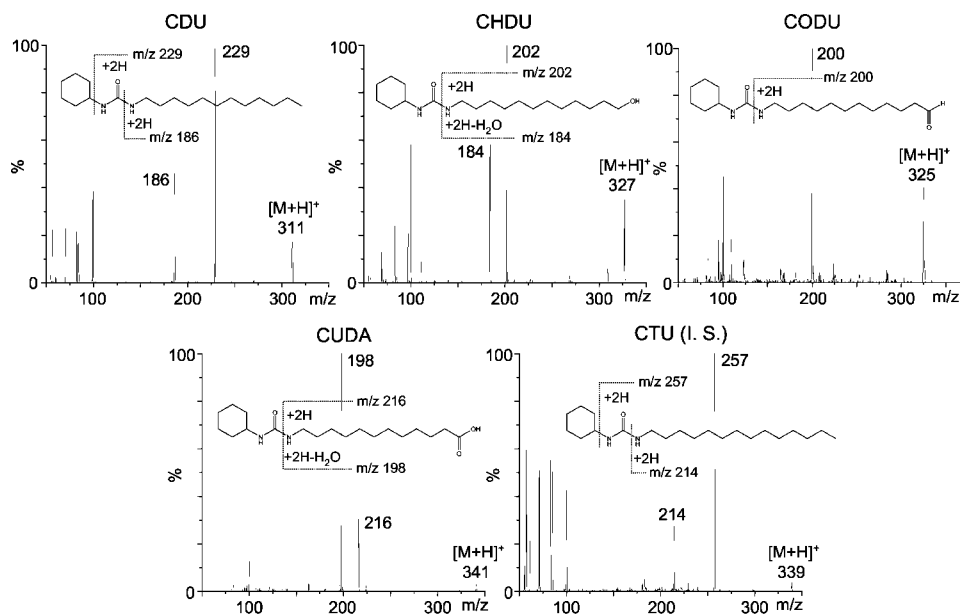 CDU
100
229
m/z 229
+2H
O
N
H
N
H
+2H
m/z 186
%
186
[M+H]+
311
0
100
200
300
m/z
CHDU
100
202
m/z 202
+2H
O
N
H
N
H
OH
+2H-H₂O
m/z 184
%
184
[M+H]+
327
0
100
200
300
m/z
CODU
100
200
m/z 200
+2H
O
N
H
N
H
H
O
%
[M+H]+
325
0
100
200
300
m/z
CUDA
100
198
m/z 216
+2H
O
N
H
N
H
OH
O
+2H-H₂O
m/z 198
%
216
[M+H]+
341
0
100
200
300
m/z
CTU (I. S.)
100
257
m/z 257
+2H
O
N
H
N
H
+2H
m/z 214
%
214
[M+H]+
339
0
100
200
300
m/z